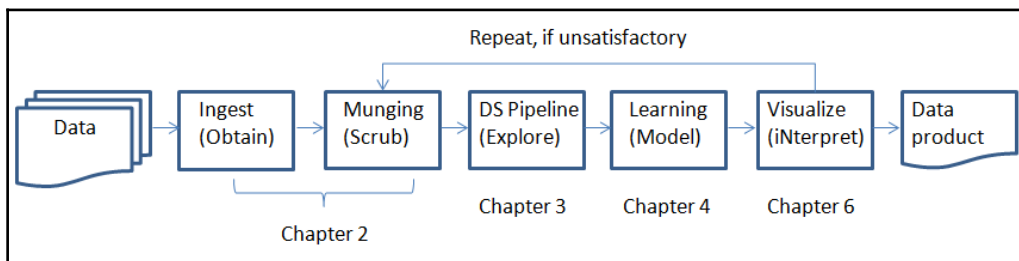 Repeat, if unsatisfactory
Data
Ingest
(Obtain)
Munging
(Scrub)
DS Pipeline
(Explore)
Learning
(Model)
Visualize
(iNterpret)
Data
product
Chapter 2
Chapter 3
Chapter 4
Chapter 6